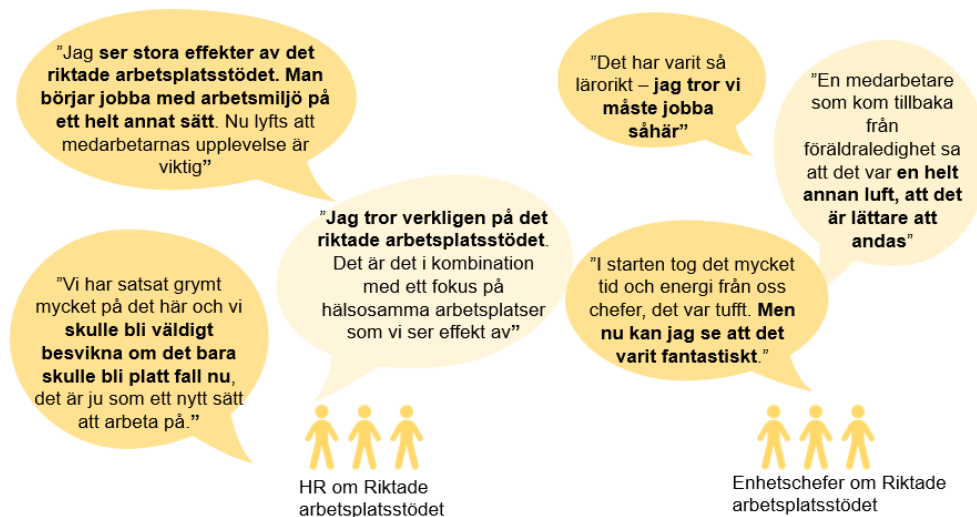 ”Jag ser stora effekter av det
riktade arbetsplatsstödet. Man
börjar jobba med arbetsmiljö på
ett helt annat sätt. Nu lyfts att
medarbetarnas upplevelse är
viktig”
”Jag tror verkligen på det
riktade arbetsplatsstödet.
Det är det i kombination
med ett fokus på
hälsosamma arbetsplatser
som vi ser effekt av”
”Vi har satsat grymt
mycket på det här och vi
skulle bli väldigt
besvikna om det bara
skulle bli platt fall nu,
det är ju som ett nytt sätt
att arbeta på.”
HR om Riktade
arbetsplatsstödet
”Det har varit så
lärorikt – jag tror vi
måste jobba
såhär”
”En medarbetare
som kom tillbaka
från
föräldraledighet sa
att det var en helt
annan luft, att det
är lättare att
andas”
”I starten tog det mycket
tid och energi från oss
chefer, det var tufft. Men
nu kan jag se att det
varit fantastiskt.”
Enhetschefer om Riktade
arbetsplatsstödet